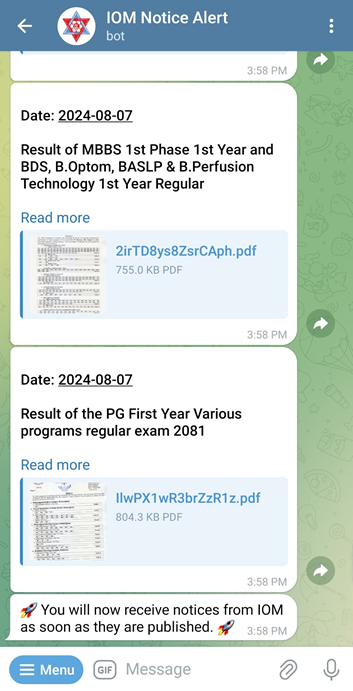 IOM Notice Alert
bot
3:58 PM
Date: 2024-08-07
Result of MBBS 1st Phase 1st Year and
BDS, B.Optom, BASLP & B.Perfusion
Technology 1st Year Regular
Read more
2irTD8ys8ZsrCAph.pdf
755.0 KB PDF
3:58 PM
Date: 2024-08-07
Result of the PG First Year Various
programs regular exam 2081
Read more
IlwPX1wR3brZzR1z.pdf
804.3 KB PDF
3:58 PM
🚀 You will now receive notices from IOM
as soon as they are published. 🚀 3:58 PM
Menu GIF Message